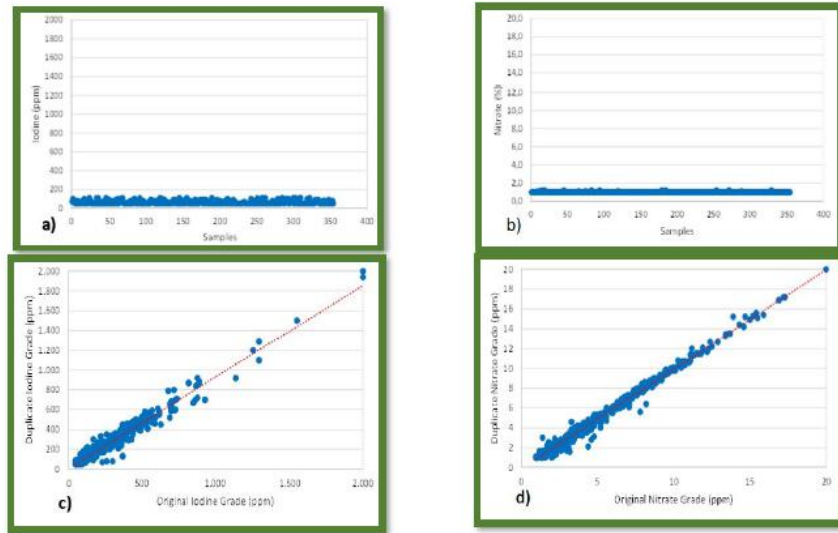 2000
1800
1600
1400
1200
1000
800
600
400
200
0
Iodine (ppm)
0 50 100 150 200 250 300 350 400
Samples
a)
20,0
18,0
16,0
14,0
12,0
10,0
8,0
6,0
4,0
2,0
0,0
Nitrate (%)
0 50 100 150 200 250 300 350 400
Samples
b)
2.000
1.800
1.600
1.400
1.200
1.000
800
600
400
200
0
Duplicate Iodine Grade (ppm)
0 500 1.000 1.500 2.000
Original Iodine Grade (ppm)
c)
20
18
16
14
12
10
8
6
4
2
0
Duplicate Nitrate Grade (ppm)
0 5 10 15 20
Original Nitrate Grade (ppm)
d)